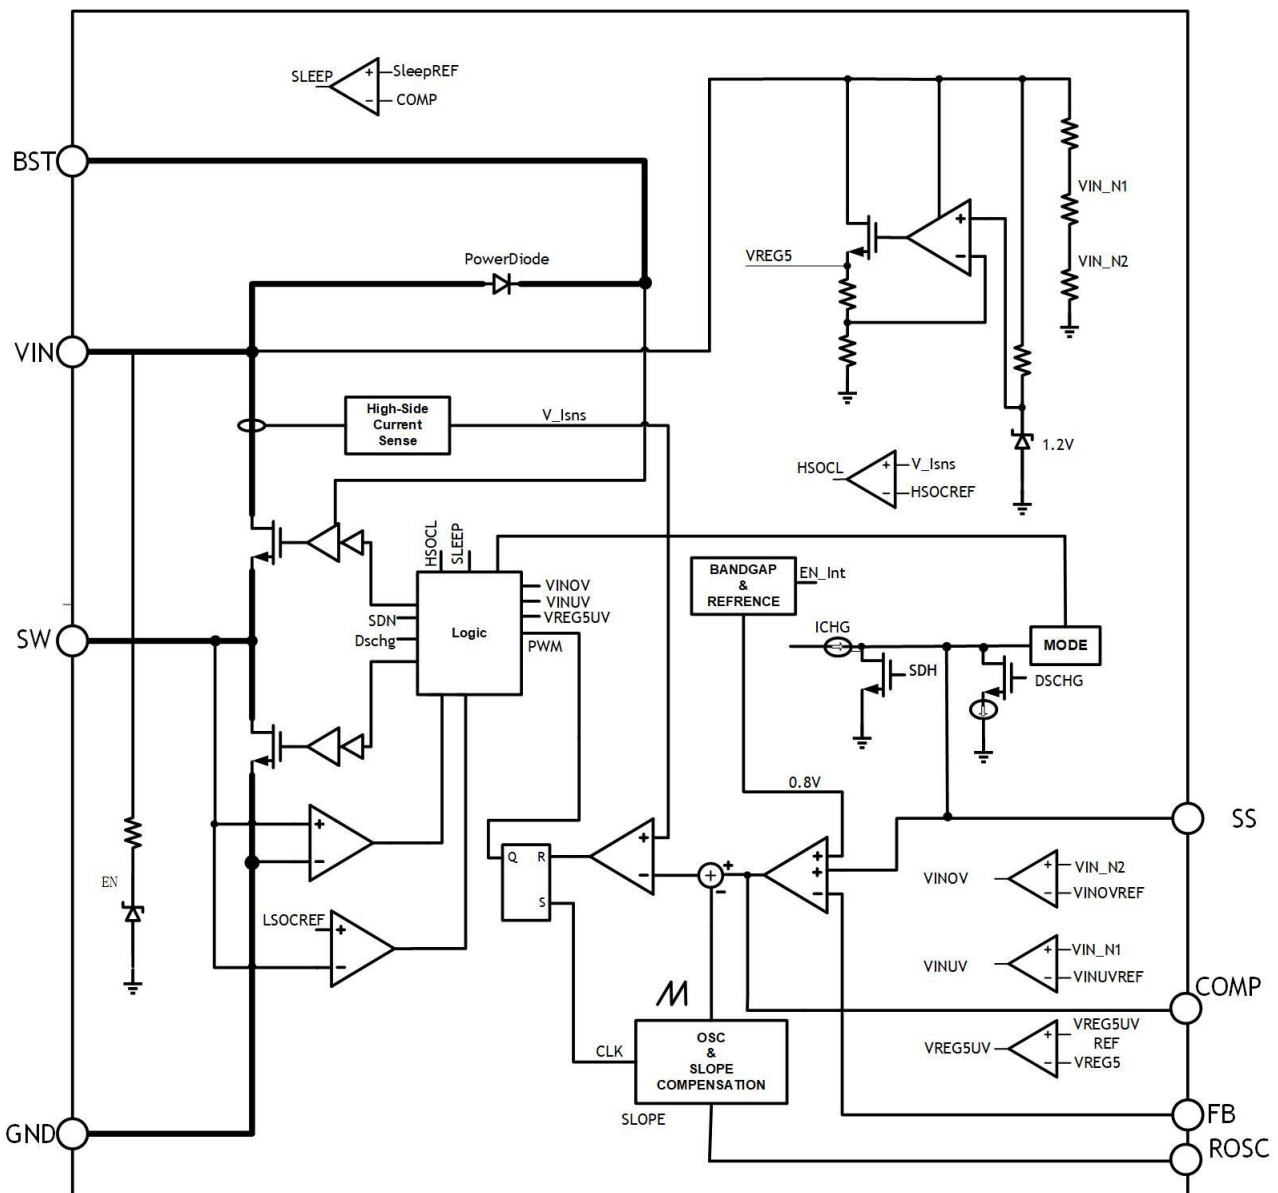 SLEEP
SleepREF
COMP
BST
VIN_N1
PowerDiode
VREG5
VIN_N2
VIN
High-Side
Current
Sense
V_Isns
1.2V
HSOCL
V_Isns
HSOCREF
HSOCL
SLEEP
BANDGAP
&
REFRENCE
EN_Int
VINOV
VINUV
VREG5UV
SDN
Dschg
Logic
PWM
SW
ICHG
MODE
SDH
DSCHG
0.8V
SS
EN
Q
R
S
VINOV
VIN_N2
VINOVREF
LSOCREF
VINUV
VIN_N1
VINUVREF
COMP
CLK
OSC
&
SLOPE
COMPENSATION
VREG5UV
VREG5UV
REF
VREG5
SLOPE
FB
GND
ROSC